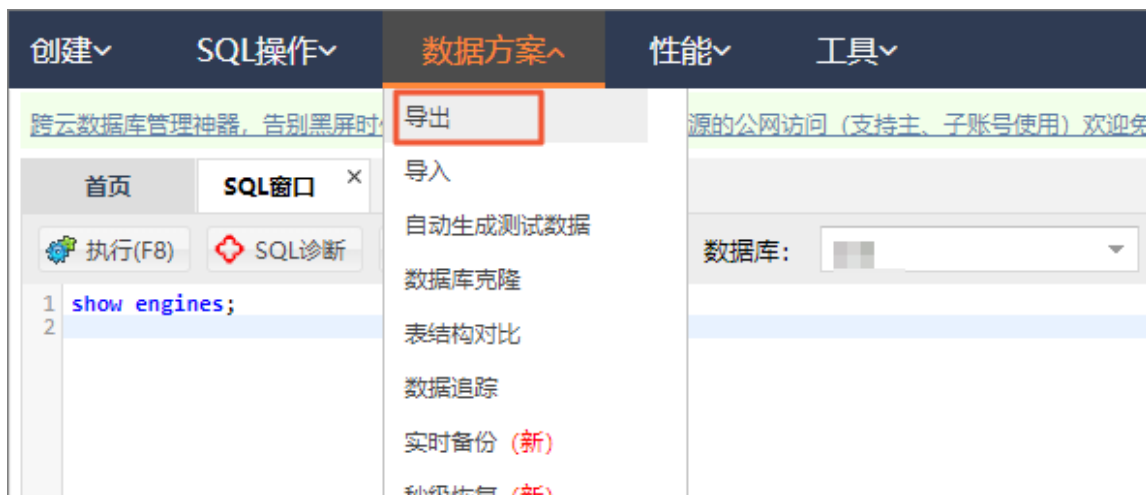 创建 SQL操作 数据方案 性能 工具
跨云数据库管理神器，告别黑屏时
导出
源的公网访问（支持主、子账号使用）欢迎免
导入
首页 SQL窗口 ×
自动生成测试数据
执行(F8) SQL诊断 数据库：
数据库克隆
1 show engines;
2
表结构对比
数据追踪
实时备份（新）
秒级恢复（新）